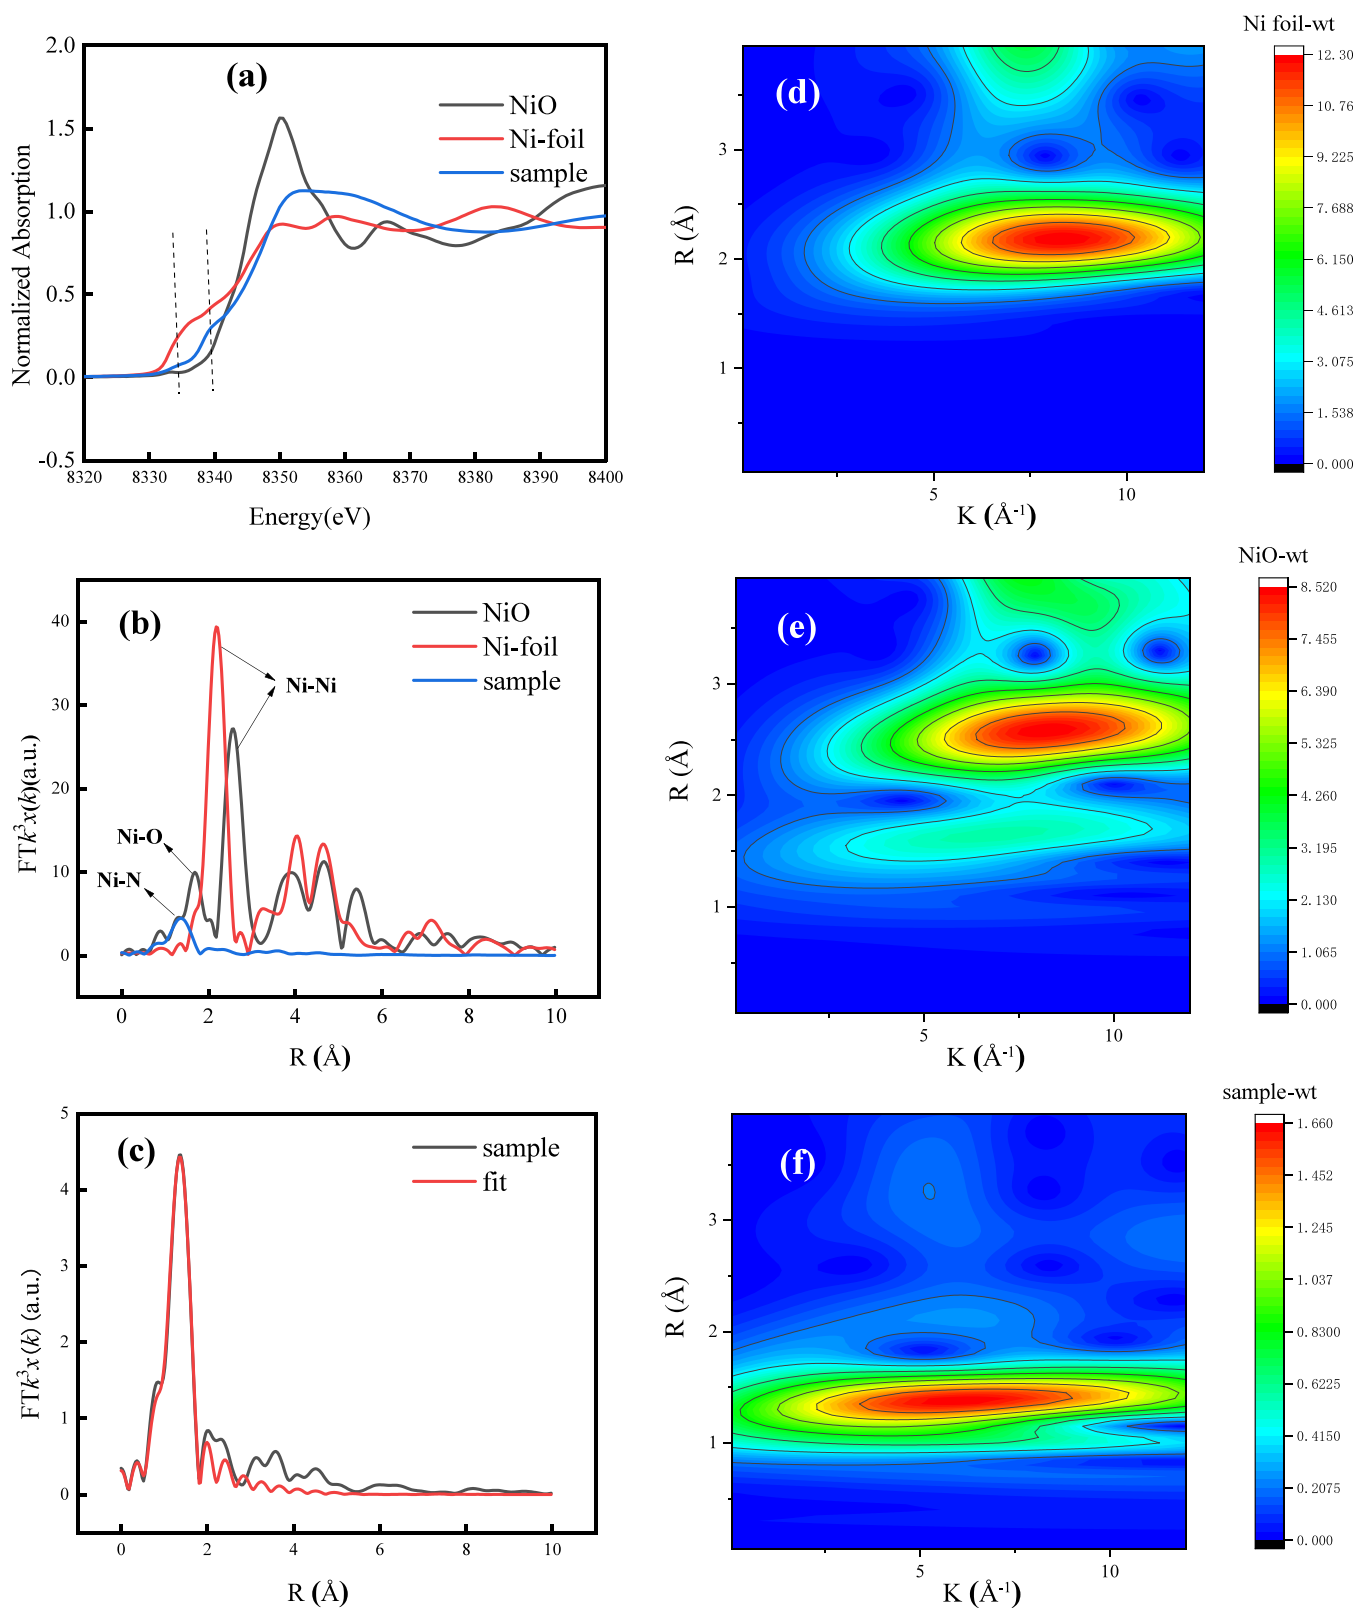 (a)
NiO
Ni-foil
sample
2.0
1.5
1.0
0.5
0.0
-0.5
Normalized Absorption
8320 8330 8340 8350 8360 8370 8380 8390 8400
Energy(eV)
Ni foil-wt
(d)
12.30
10.76
9.225
7.688
6.150
4.613
3.075
1.538
0.000
3
2
1
R (Å)
5 10
K (Å⁻¹)
(b)
NiO
Ni-foil
sample
Ni-Ni
Ni-O
Ni-N
40
30
20
10
0
FTk³x(k)(a.u.)
0 2 4 6 8 10
R (Å)
NiO-wt
(e)
8.520
7.455
6.390
5.325
4.260
3.195
2.130
1.065
0.000
3
2
1
R (Å)
5 10
K (Å⁻¹)
(c)
sample
fit
5
4
3
2
1
0
FTk³x(k) (a.u.)
0 2 4 6 8 10
R (Å)
sample-wt
(f)
1.660
1.452
1.245
1.037
0.8300
0.6225
0.4150
0.2075
0.000
3
2
1
R (Å)
5 10
K (Å⁻¹)